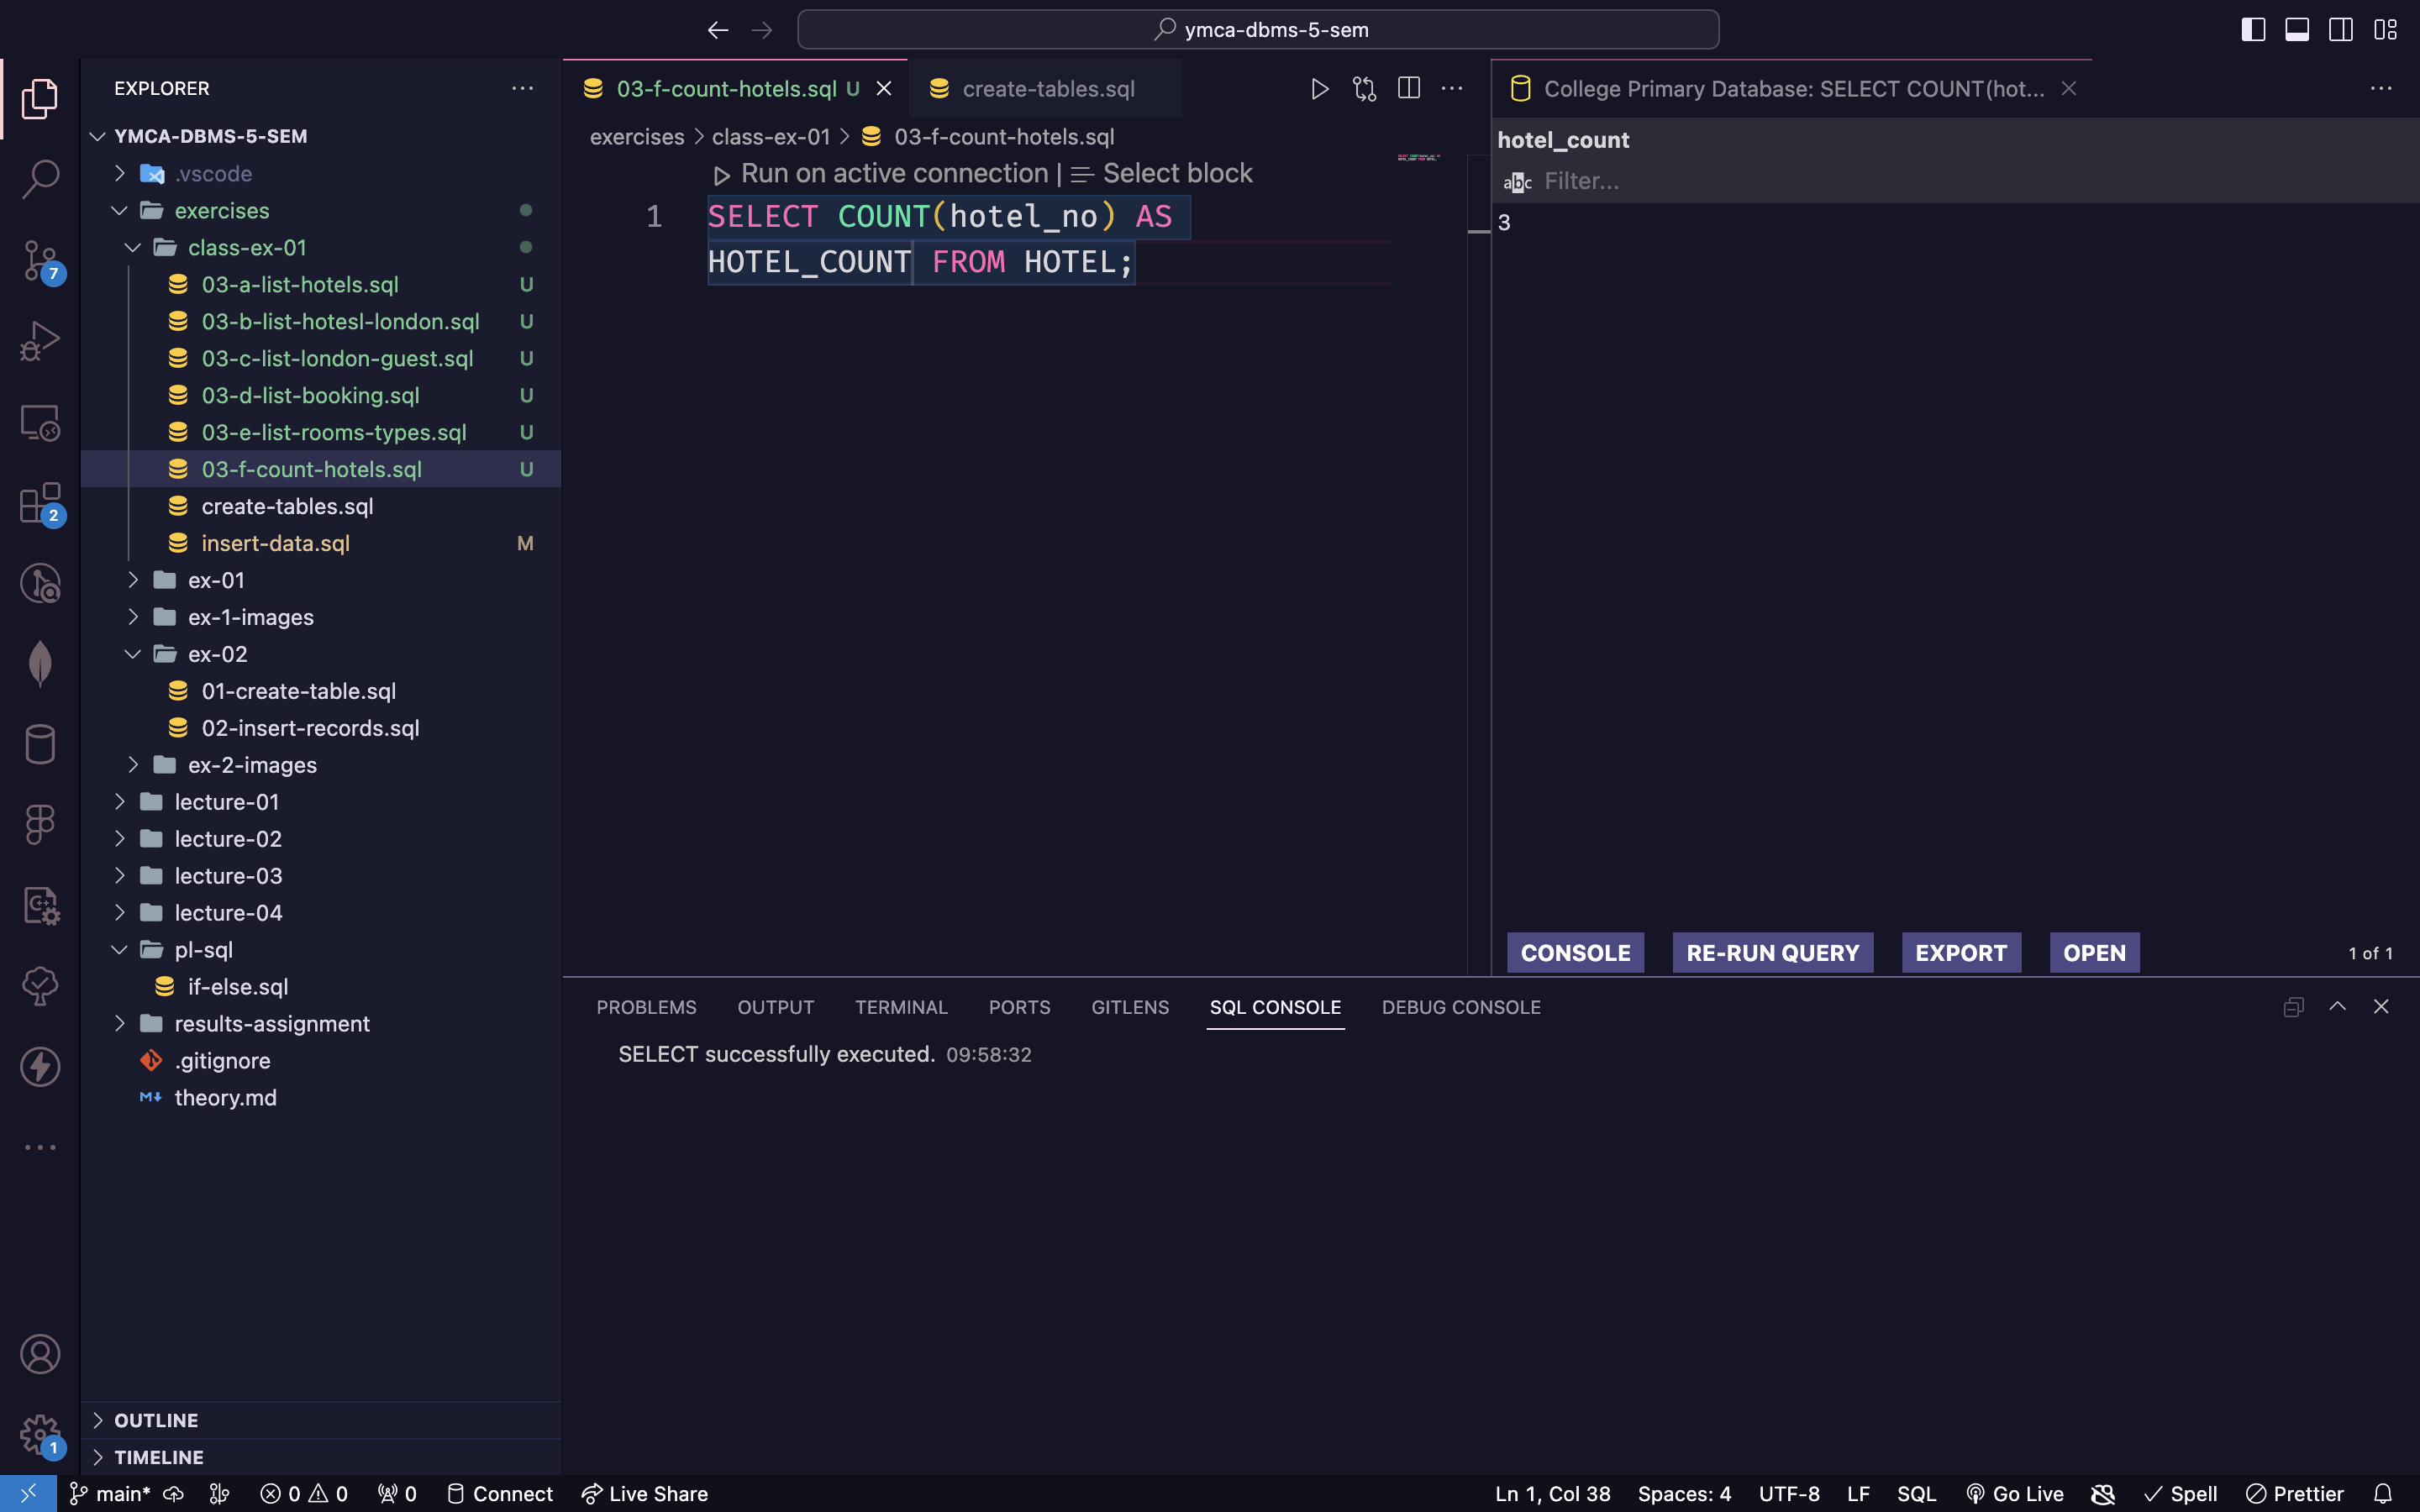 ymca-dbms-5-sem
EXPLORER
YMCA-DBMS-5-SEM
.vscode
exercises
class-ex-01
03-a-list-hotels.sql U
03-b-list-hotesl-london.sql U
03-c-list-london-guest.sql U
03-d-list-booking.sql U
03-e-list-rooms-types.sql U
03-f-count-hotels.sql U
create-tables.sql
insert-data.sql M
ex-01
ex-1-images
ex-02
01-create-table.sql
02-insert-records.sql
ex-2-images
lecture-01
lecture-02
lecture-03
lecture-04
pl-sql
if-else.sql
results-assignment
.gitignore
theory.md
OUTLINE
TIMELINE
7
2
1
03-f-count-hotels.sql U
create-tables.sql
exercises > class-ex-01 > 03-f-count-hotels.sql
Run on active connection | Select block
1 SELECT COUNT(hotel_no) AS
HOTEL_COUNT FROM HOTEL;
College Primary Database: SELECT COUNT(hot...
hotel_count
abc Filter...
3
CONSOLE RE-RUN QUERY EXPORT OPEN 1 of 1
PROBLEMS OUTPUT TERMINAL PORTS GITLENS SQL CONSOLE DEBUG CONSOLE
SELECT successfully executed. 09:58:32
main* 0 0 0 Connect Live Share Ln 1, Col 38 Spaces: 4 UTF-8 LF SQL Go Live Spell Prettier